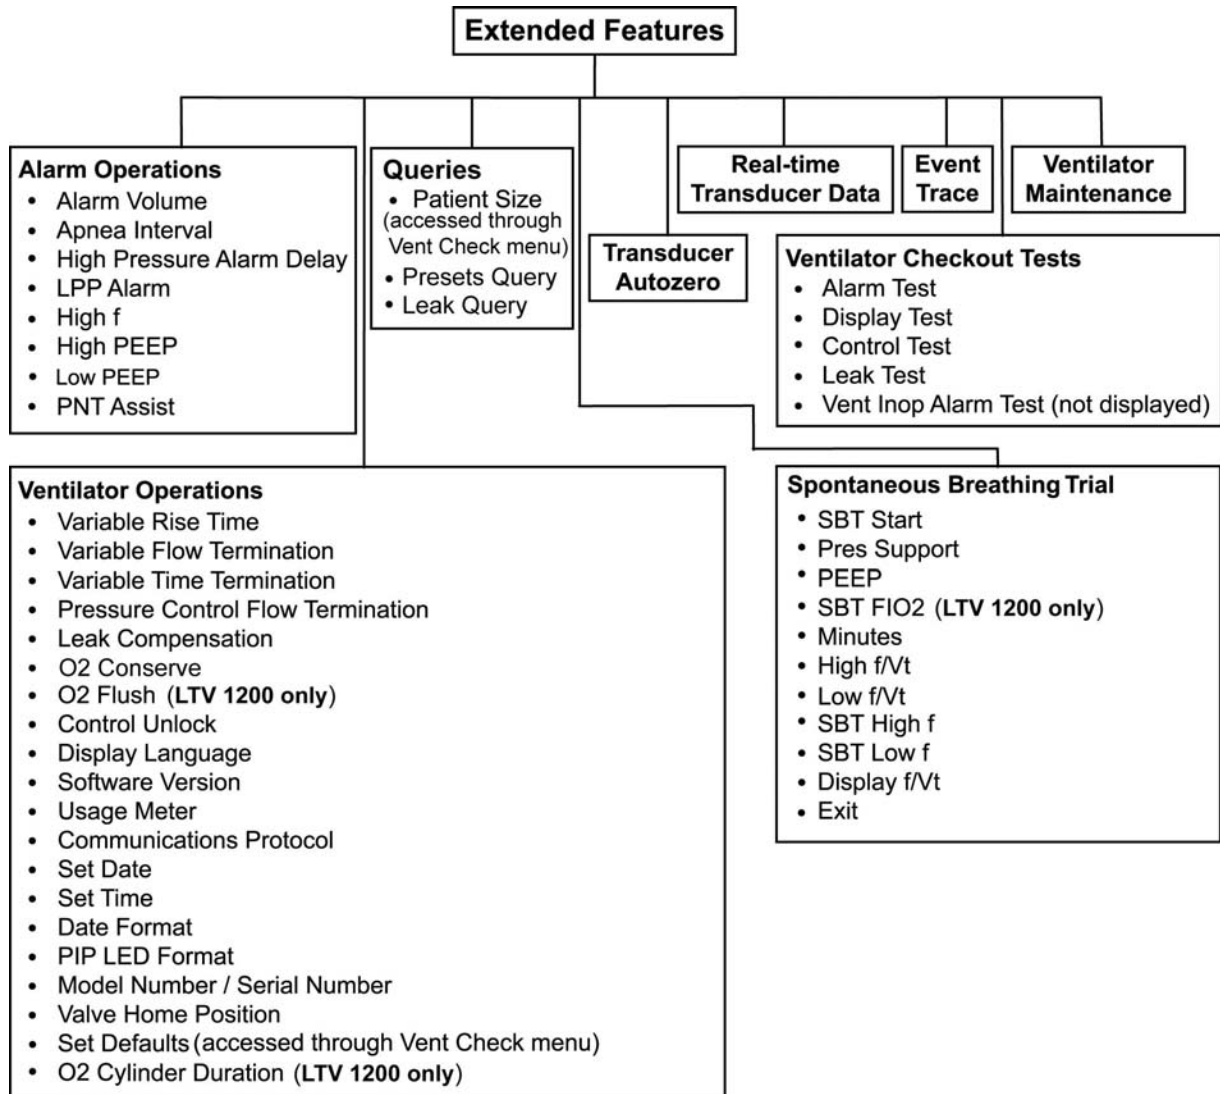 Extended Features
Alarm Operations
• Alarm Volume
• Apnea Interval
• High Pressure Alarm Delay
• LPP Alarm
• High f
• High PEEP
• Low PEEP
• PNT Assist
Queries
• Patient Size
(accessed through
Vent Check menu)
• Presets Query
• Leak Query
Transducer
Autozero
Real-time
Transducer Data
Event
Trace
Ventilator
Maintenance
Ventilator Checkout Tests
• Alarm Test
• Display Test
• Control Test
• Leak Test
• Vent Inop Alarm Test (not displayed)
Ventilator Operations
• Variable Rise Time
• Variable Flow Termination
• Variable Time Termination
• Pressure Control Flow Termination
• Leak Compensation
• O2 Conserve
• O2 Flush (LTV 1200 only)
• Control Unlock
• Display Language
• Software Version
• Usage Meter
• Communications Protocol
• Set Date
• Set Time
• Date Format
• PIP LED Format
• Model Number / Serial Number
• Valve Home Position
• Set Defaults (accessed through Vent Check menu)
• O2 Cylinder Duration (LTV 1200 only)
Spontaneous Breathing Trial
• SBT Start
• Pres Support
• PEEP
• SBT FIO2 (LTV 1200 only)
• Minutes
• High f/Vt
• Low f/Vt
• SBT High f
• SBT Low f
• Display f/Vt
• Exit